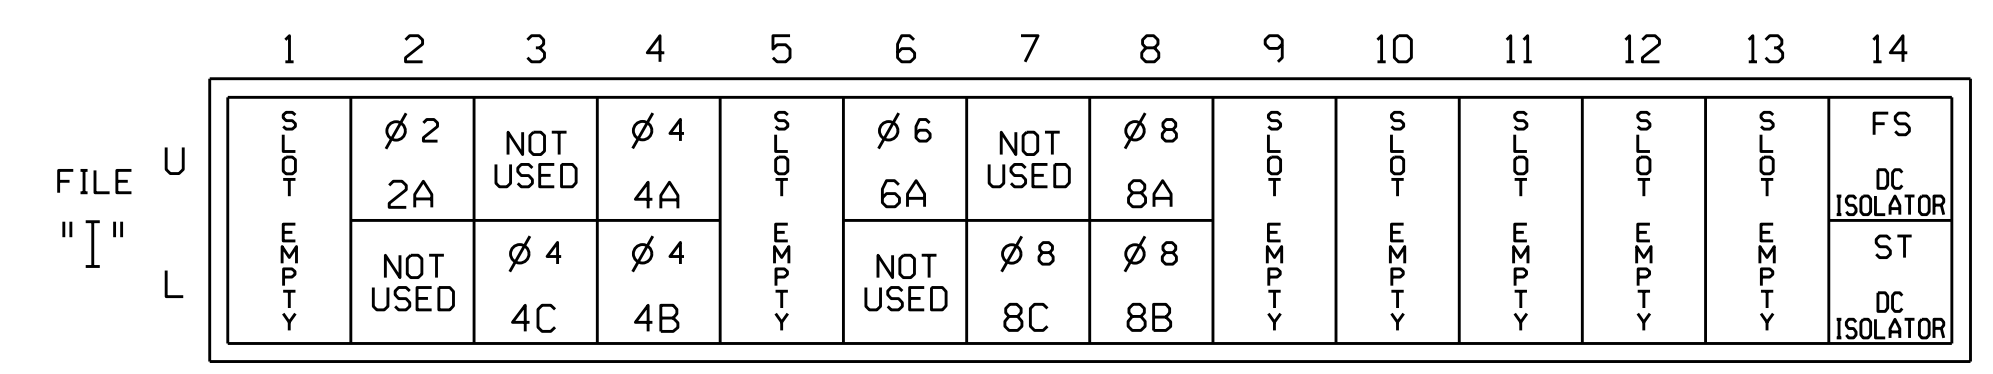 1 2 3 4 5 6 7 8 9 10 11 12 13 14
FILE
"I"
U
L
SLOT EMPTY
Ø 2
2A
NOT
USED
NOT
USED
Ø 4
4C
Ø 4
4A
Ø 4
4B
SLOT EMPTY
Ø 6
6A
NOT
USED
NOT
USED
Ø 8
8C
Ø 8
8A
Ø 8
8B
SLOT EMPTY
SLOT EMPTY
SLOT EMPTY
SLOT EMPTY
SLOT EMPTY
FS
DC
ISOLATOR
ST
DC
ISOLATOR